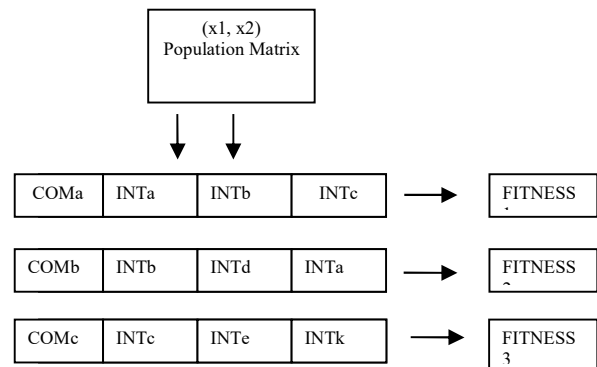 (x1, x2)
Population Matrix
COMa INTa INTb INTc FITNESS
COMb INTb INTd INTa FITNESS
COMc INTc INTe INTk FITNESS
3